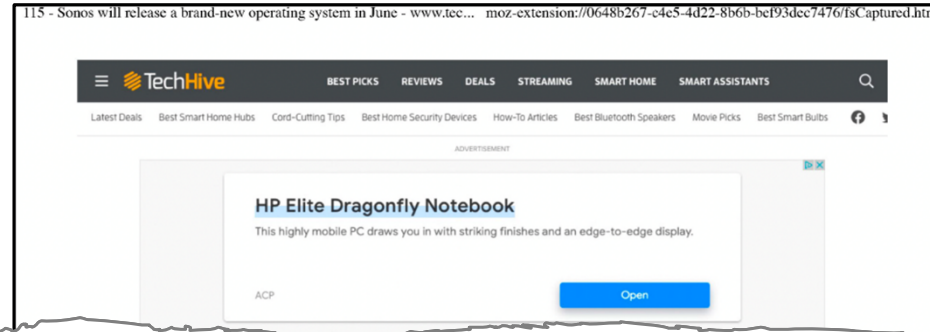 115 - Sonos will release a brand-new operating system in June - www.tec... moz-extension://0648b267-c4e5-4d22-8b6b-bef93dec7476/fsCaptured.htm
TechHive BEST PICKS REVIEWS DEALS STREAMING SMART HOME SMART ASSISTANTS
Latest Deals Best Smart Home Hubs Cord-Cutting Tips Best Home Security Devices How-To Articles Best Bluetooth Speakers Movie Picks Best Smart Bulbs
ADVERTISEMENT
HP Elite Dragonfly Notebook
This highly mobile PC draws you in with striking finishes and an edge-to-edge display.
ACP Open